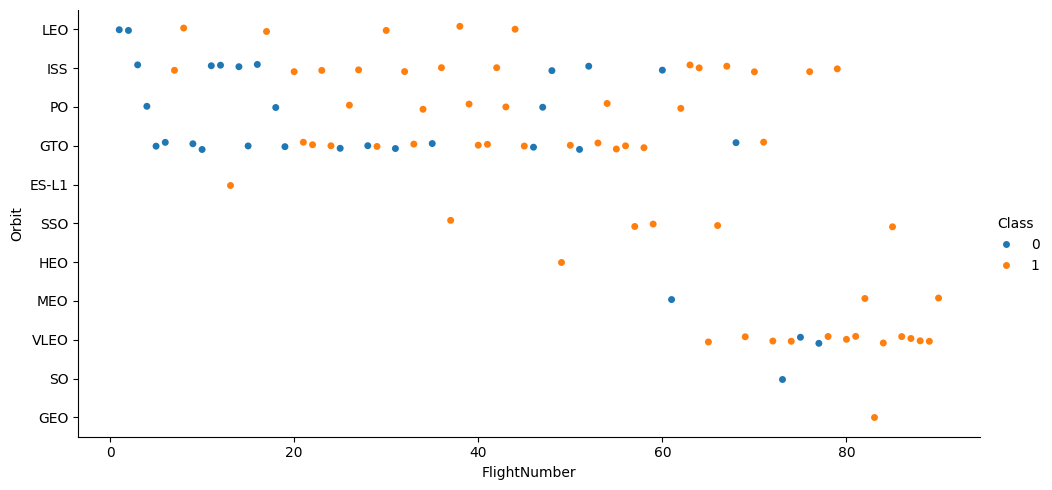 LEO
ISS
PO
GTO
ES-L1
SSO
HEO
MEO
VLEO
SO
GEO
Orbit
0 20 40 60 80
FlightNumber
Class
0
1